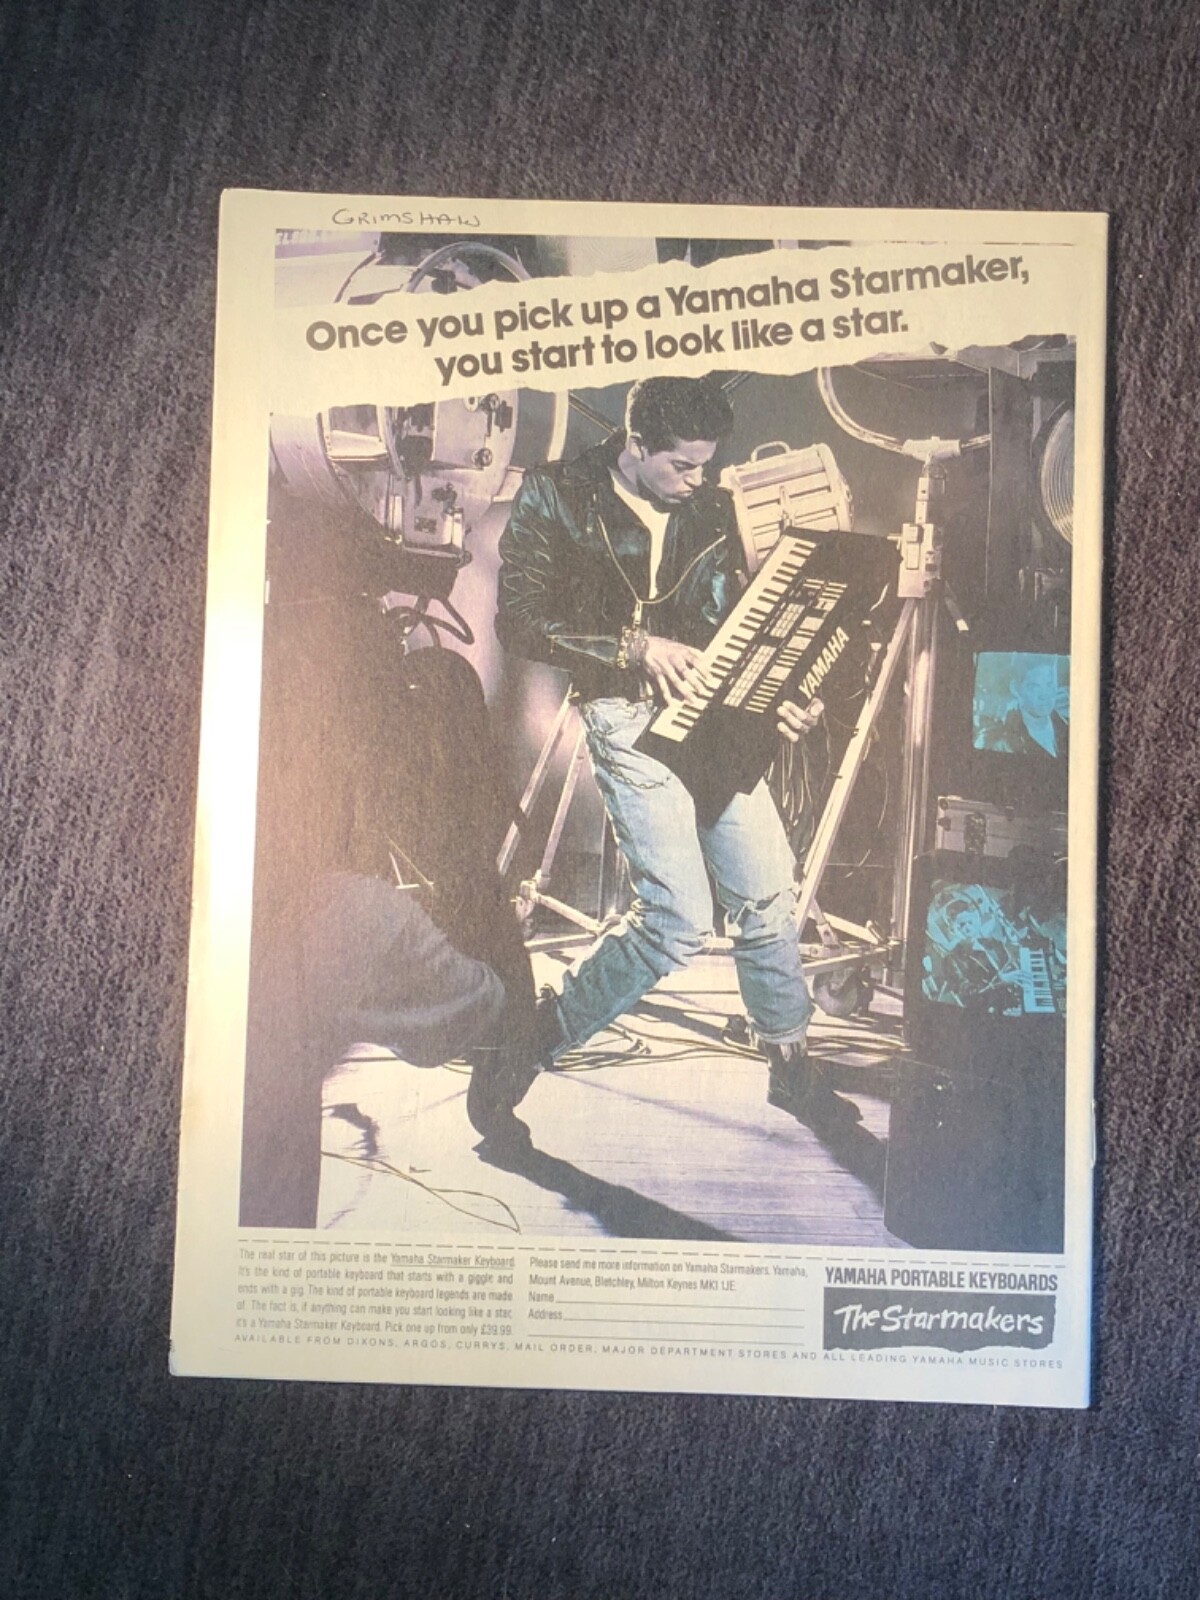 GRIMSHAW
Once you pick up a Yamaha Starmaker,
you start to look like a star.
YAMAHA
The real star of this picture is the Yamaha Starmaker Keyboard.
It's the kind of portable keyboard that starts with a giggle and
ends with a gig. The kind of portable keyboard legends are made
of. The fact is, if anything can make you start looking like a star,
it's a Yamaha Starmaker Keyboard. Pick one up from only £39.99.
Please send me more information on Yamaha Starmakers. Yamaha,
Mount Avenue, Bletchley, Milton Keynes MK1 1JE.
Name
Address
YAMAHA PORTABLE KEYBOARDS
The Starmakers
AVAILABLE FROM DIXONS, ARGOS, CURRYS, MAIL ORDER, MAJOR DEPARTMENT STORES AND ALL LEADING YAMAHA MUSIC STORES